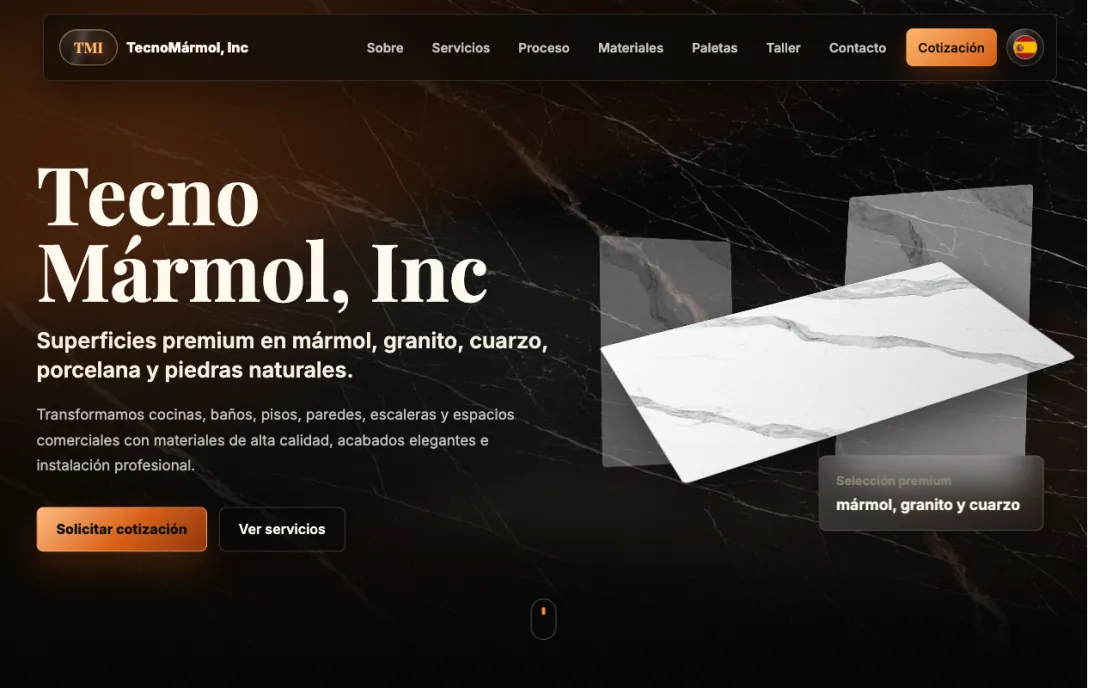 TMI
TecnoMármol, Inc
Sobre
Servicios
Proceso
Materiales
Paletas
Taller
Contacto
Cotización
Tecno
Mármol, Inc
Superficies premium en mármol, granito, cuarzo,
porcelana y piedras naturales.
Transformamos cocinas, baños, pisos, paredes, escaleras y espacios
comerciales con materiales de alta calidad, acabados elegantes e
instalación profesional.
Solicitar cotización
Ver servicios
Selección premium
mármol, granito y cuarzo